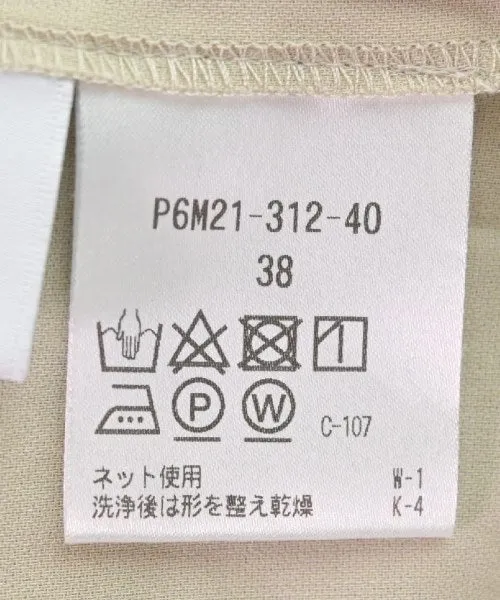 P6M21-312-40
38
P W C-107
ネット使用 W-1
洗浄後は形を整え乾燥 K-4